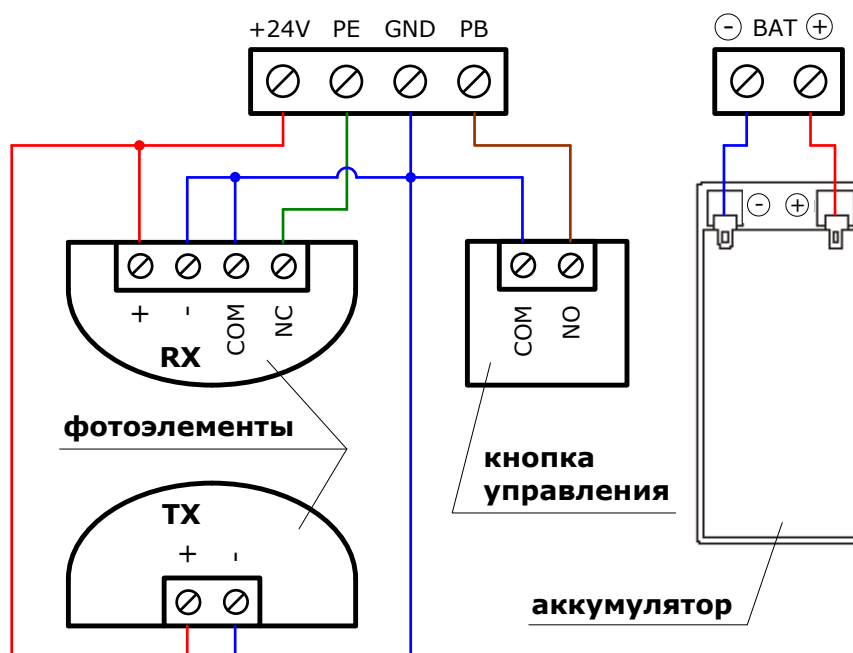 +24V PE GND PB
- BAT +
- +
+ - COM NC
RX
COM NO
фотоэлементы
кнопка
управления
TX
+ -
аккумулятор